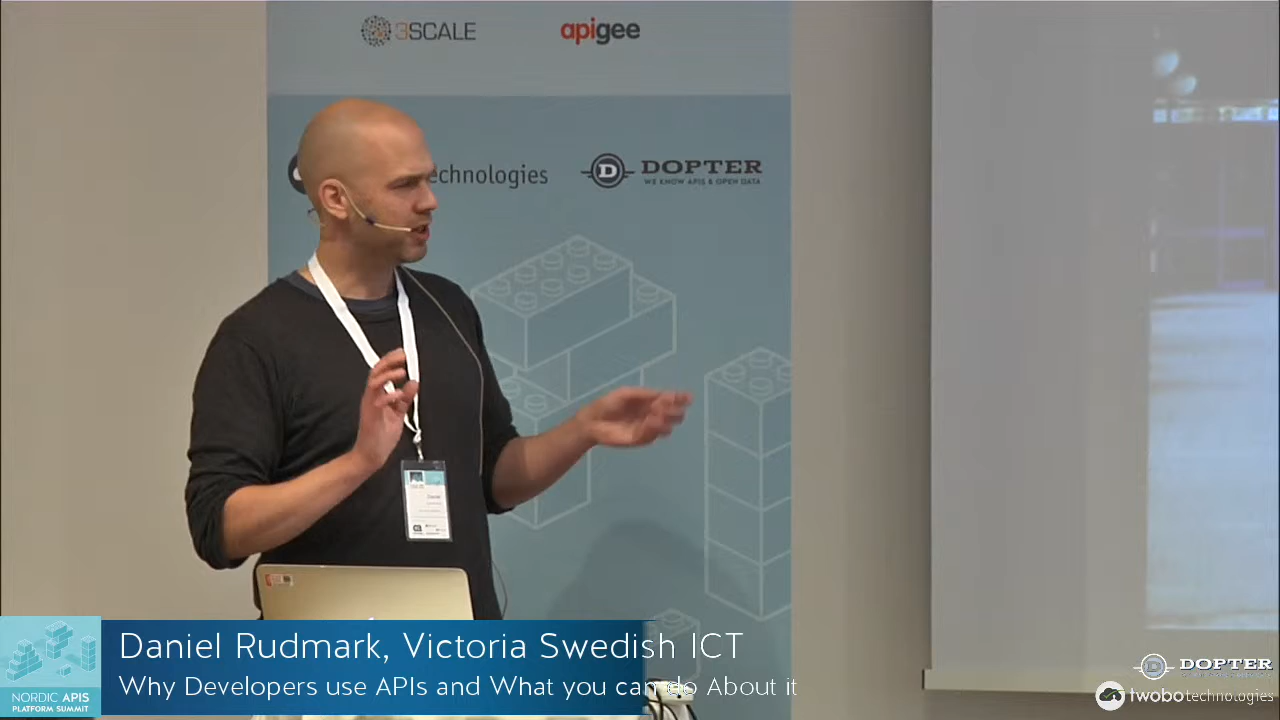 3SCALE
apigee
echnologies
DOPTER
WE KNOW APIS & OPEN DATA
Daniel Rudmark, Victoria Swedish ICT
Why Developers use APIs and What you can do About it
NORDIC APIS
PLATFORM SUMMIT
DOPTER
twobotechnologies